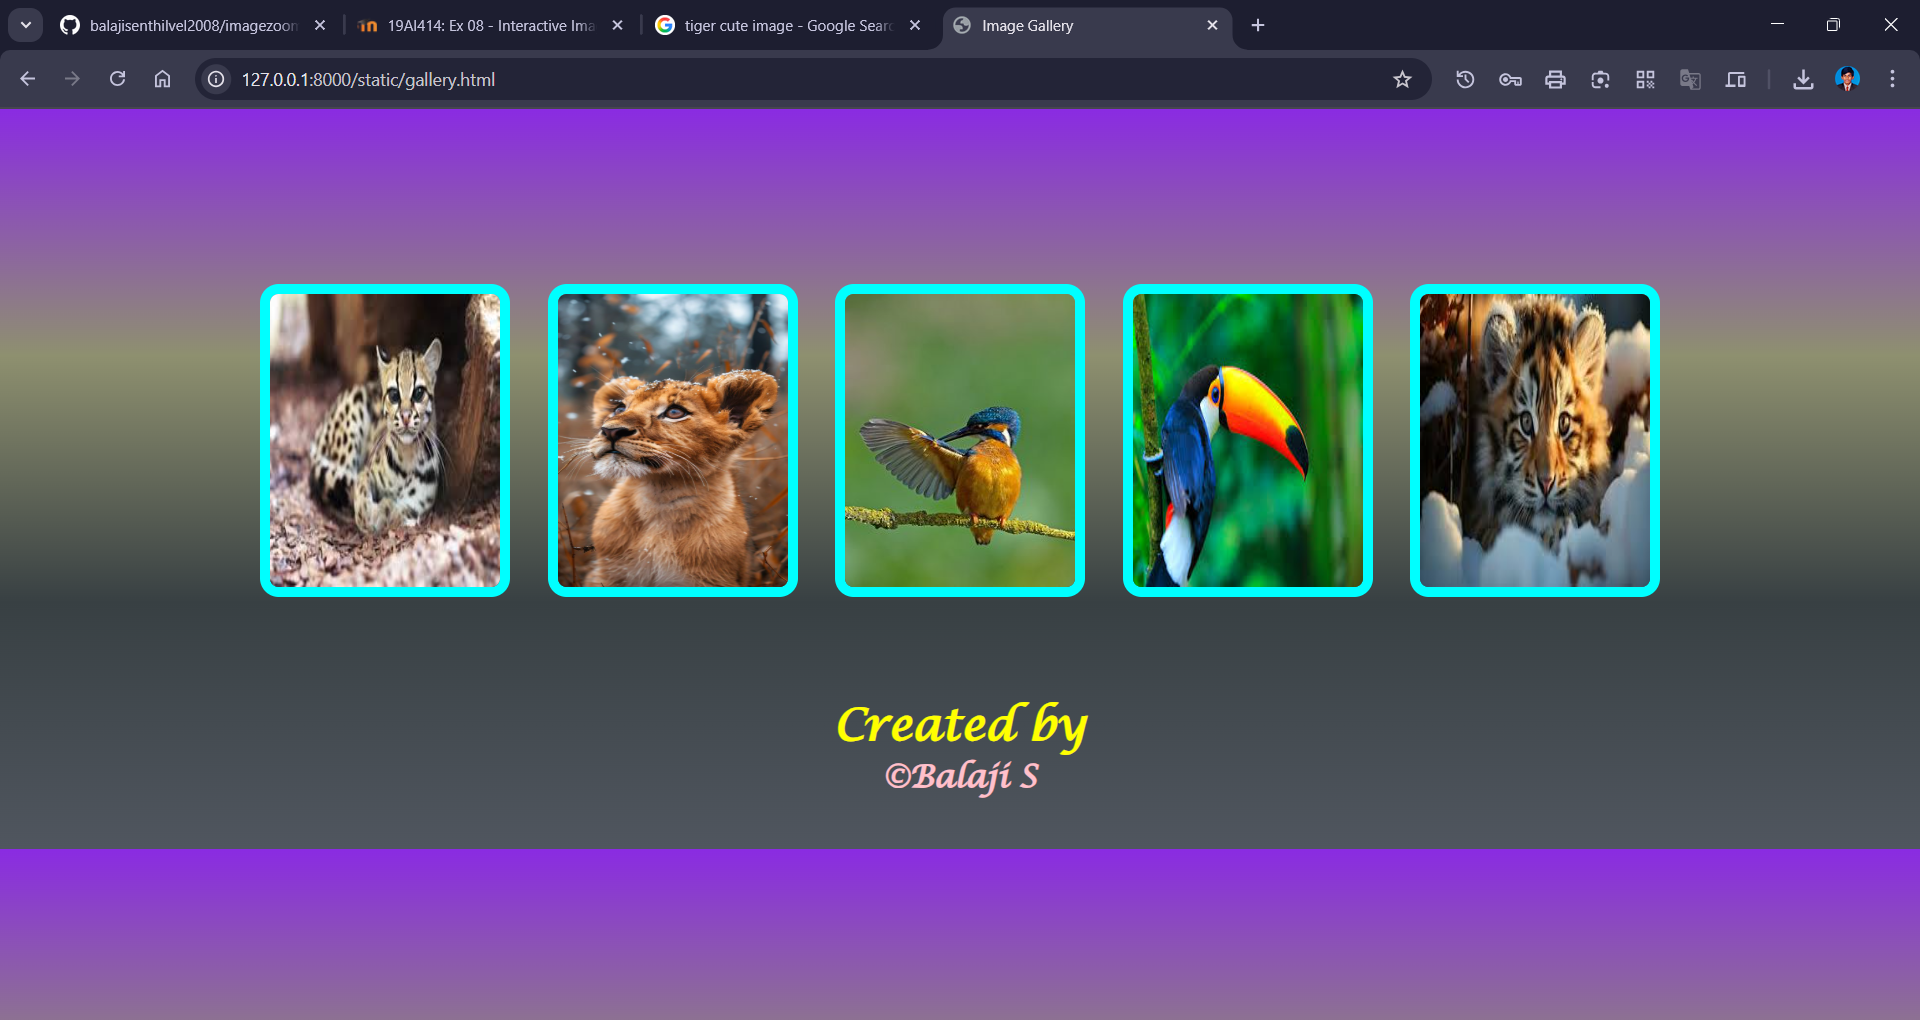 balajisenthilvel2008/imagezoom
19AI414: Ex 08 - Interactive Ima
tiger cute image - Google Searc
Image Gallery
127.0.0.1:8000/static/gallery.html
Created by
©Balaji S